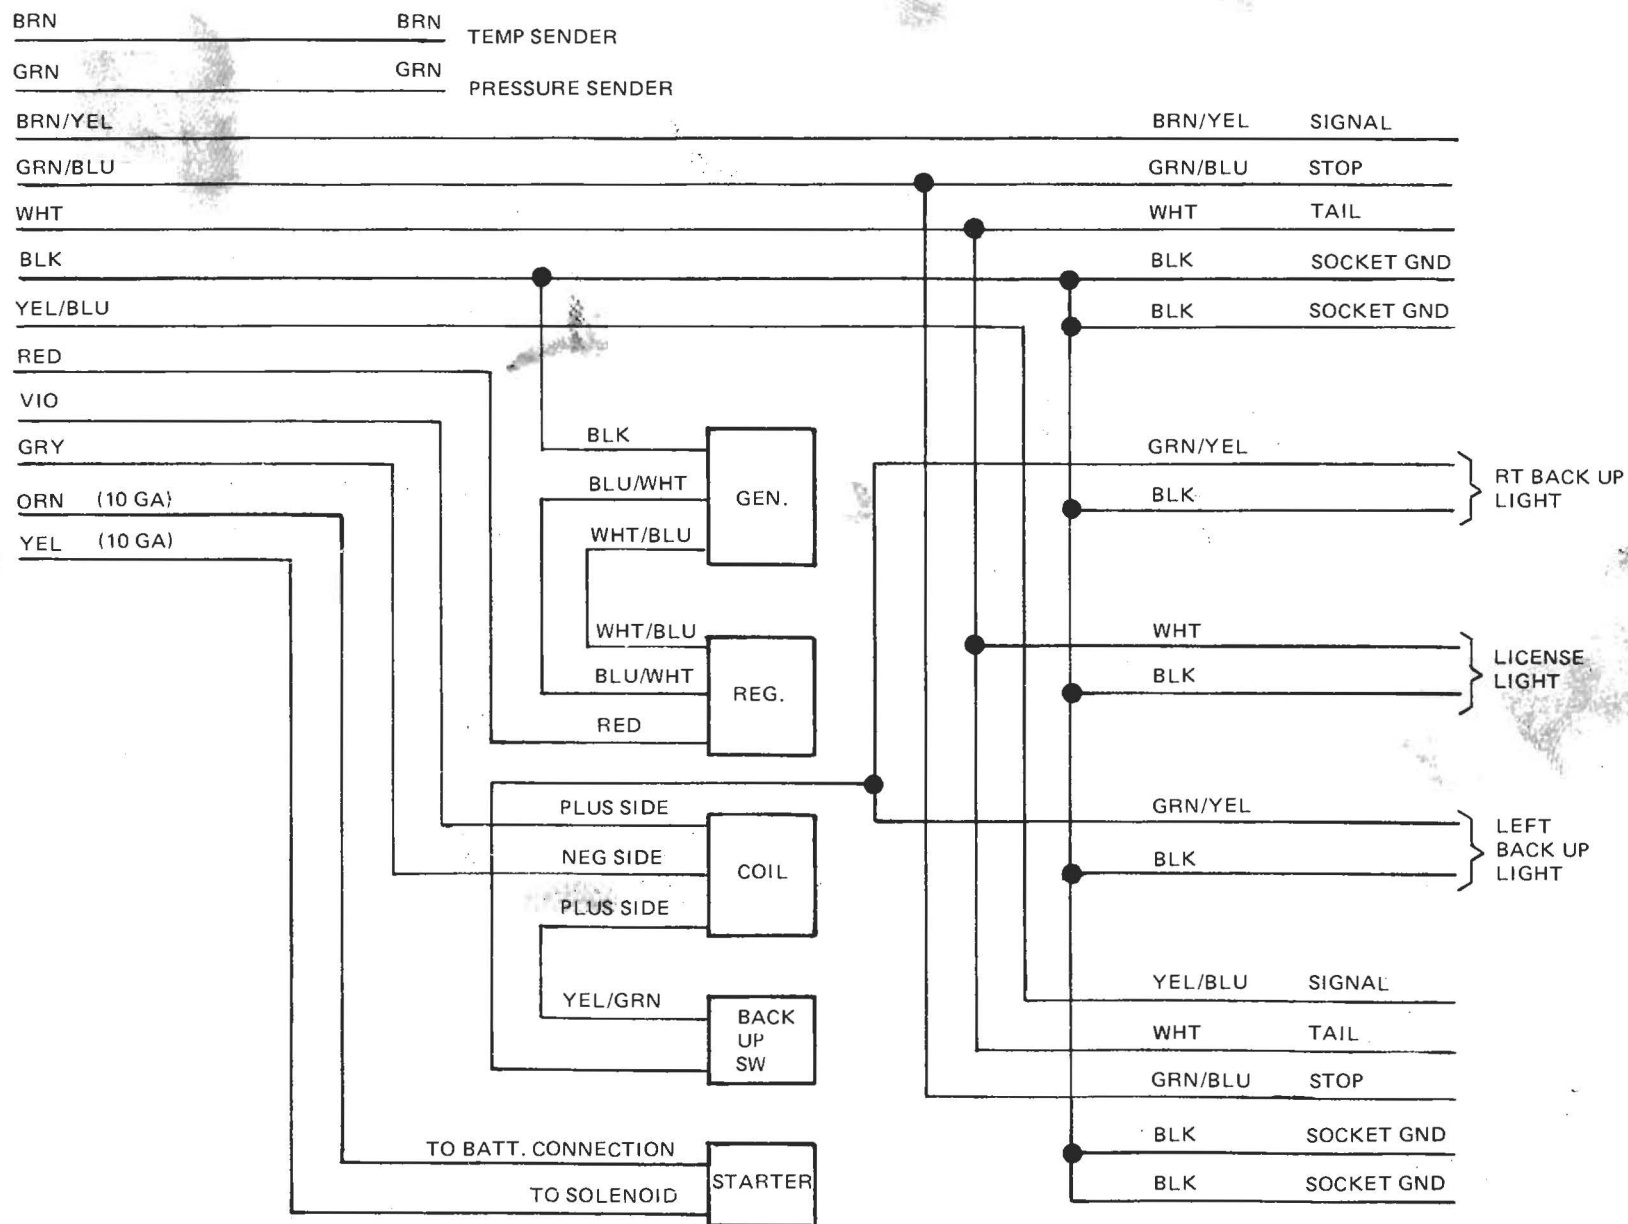 BRN BRN TEMP SENDER
GRN GRN PRESSURE SENDER
BRN/YEL BRN/YEL SIGNAL
GRN/BLU GRN/BLU STOP
WHT WHT TAIL
BLK BLK SOCKET GND
YEL/BLU BLK SOCKET GND
RED
VIO
GRY
ORN (10 GA)
YEL (10 GA)
BLK
BLU/WHT
WHT/BLU
GEN.
WHT/BLU
BLU/WHT
RED
REG.
PLUS SIDE
NEG SIDE
PLUS SIDE
COIL
YEL/GRN
BACK
UP
SW
TO BATT. CONNECTION
TO SOLENOID
STARTER
GRN/YEL
BLK
RT BACK UP
LIGHT
WHT
BLK
LICENSE
LIGHT
GRN/YEL
BLK
LEFT
BACK UP
LIGHT
YEL/BLU SIGNAL
WHT TAIL
GRN/BLU STOP
BLK SOCKET GND
BLK SOCKET GND